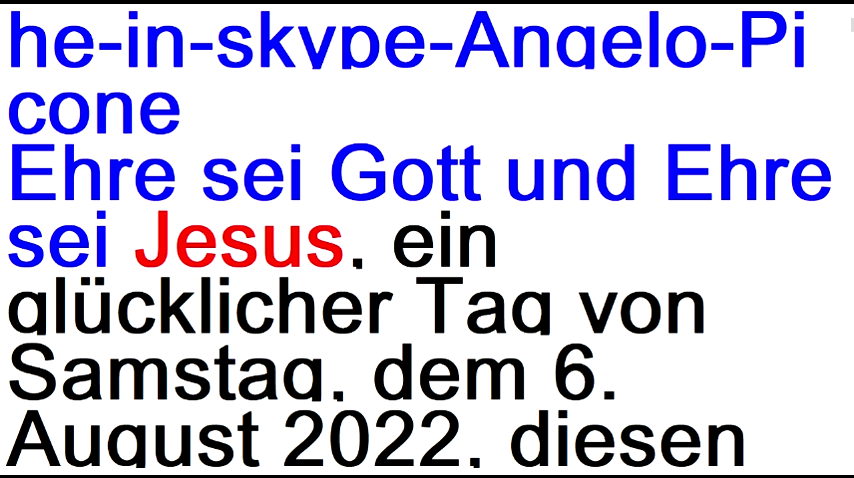 he-in-skype-Angelo-Pi
cone
Ehre sei Gott und Ehre
sei Jesus, ein
glücklicher Tag von
Samstag, dem 6.
August 2022, diesen